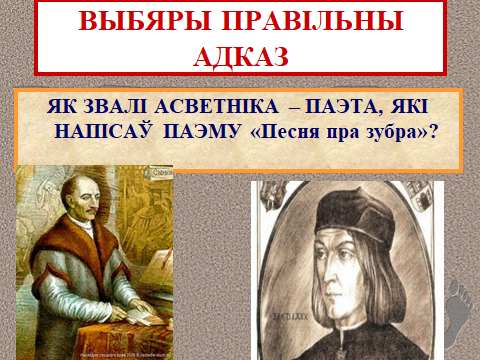 ВЫБЯРЫ ПРАВІЛЬНЫ
АДКАЗ
ЯК ЗВАЛІ АСВЕТНІКА – ПАЭТА, ЯКІ
НАПІСАЎ ПАЭМУ «Песня пра зубра»?